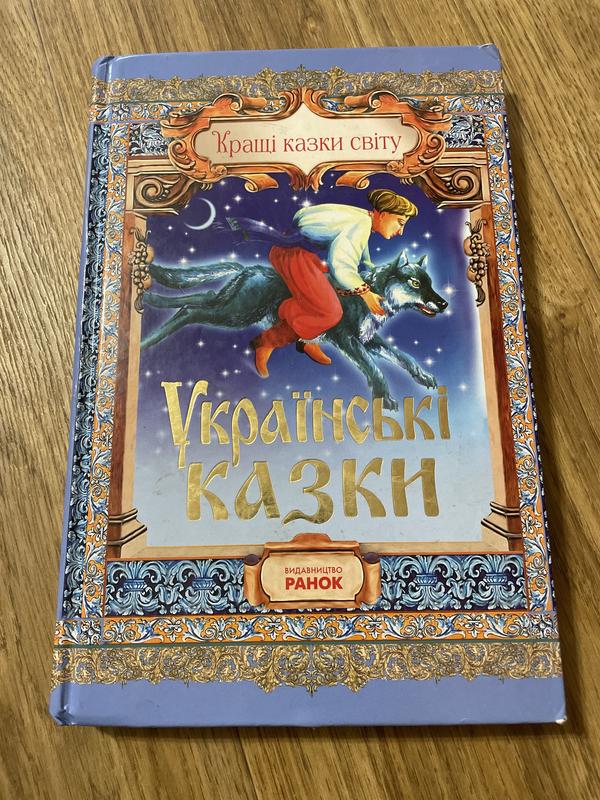 Кращі казки світу
Українські
казки
ВИДАВНИЦТВО
РАНОК